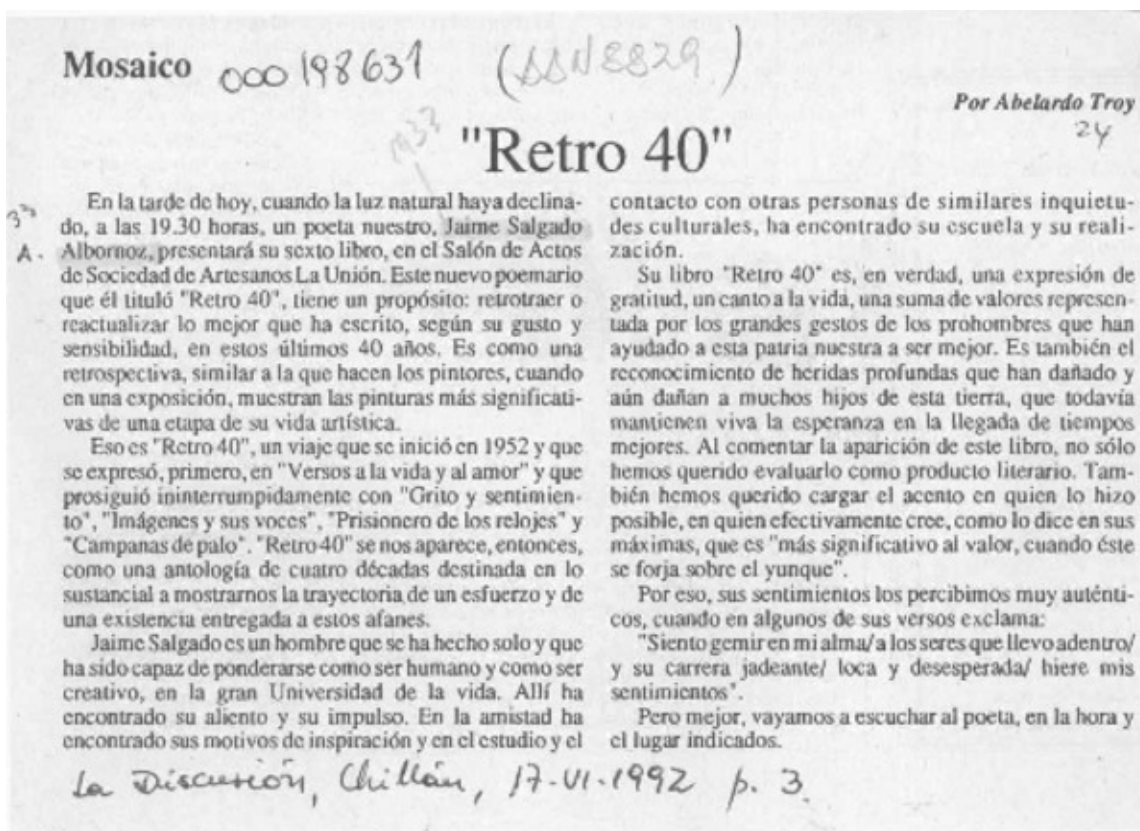 Mosaico 000198631 (SSN8829)
Por Abelardo Troy
24
"Retro 40"
En la tarde de hoy, cuando la luz natural haya declina-
do, a las 19.30 horas, un poeta nuestro, Jaime Salgado
Albornoz, presentará su sexto libro, en el Salón de Actos
de Sociedad de Artesanos La Unión. Este nuevo poemario
que él tituló "Retro 40", tiene un propósito: retrotraer o
reactualizar lo mejor que ha escrito, según su gusto y
sensibilidad, en estos últimos 40 años. Es como una
retrospectiva, similar a la que hacen los pintores, cuando
en una exposición, muestran las pinturas más significati-
vas de una etapa de su vida artística.
Eso es "Retro 40", un viaje que se inició en 1952 y que
se expresó, primero, en "Versos a la vida y al amor" y que
prosiguió ininterrumpidamente con "Grito y sentimien-
to", "Imágenes y sus voces", "Prisionero de los relojes" y
"Campanas de palo". "Retro 40" se nos aparece, entonces,
como una antología de cuatro décadas destinada en lo
sustancial a mostrarnos la trayectoria de un esfuerzo y de
una existencia entregada a estos afanes.
Jaime Salgado es un hombre que se ha hecho solo y que
ha sido capaz de ponderarse como ser humano y como ser
creativo, en la gran Universidad de la vida. Allí ha
encontrado su aliento y su impulso. En la amistad ha
encontrado sus motivos de inspiración y en el estudio y el
contacto con otras personas de similares inquietu-
des culturales, ha encontrado su escuela y su reali-
zación.
Su libro "Retro 40" es, en verdad, una expresión de
gratitud, un canto a la vida, una suma de valores represen-
tada por los grandes gestos de los prohombres que han
ayudado a esta patria nuestra a ser mejor. Es también el
reconocimiento de heridas profundas que han dañado y
aún dañan a muchos hijos de esta tierra, que todavía
mantienen viva la esperanza en la llegada de tiempos
mejores. Al comentar la aparición de este libro, no sólo
hemos querido evaluarlo como producto literario. Tam-
bién hemos querido cargar el acento en quien lo hizo
posible, en quien efectivamente cree, como lo dice en sus
máximas, que es "más significativo al valor, cuando éste
se forja sobre el yunque".
Por eso, sus sentimientos los percibimos muy auténti-
cos, cuando en algunos de sus versos exclama:
"Siento gemir en mi alma/ a los seres que llevo adentro/
y su carrera jadeante/ loca y desesperada/ hiere mis
sentimientos".
Pero mejor, vayamos a escuchar al poeta, en la hora y
el lugar indicados.
La Discusión, Chillán, 17-VI-1992 p. 3.